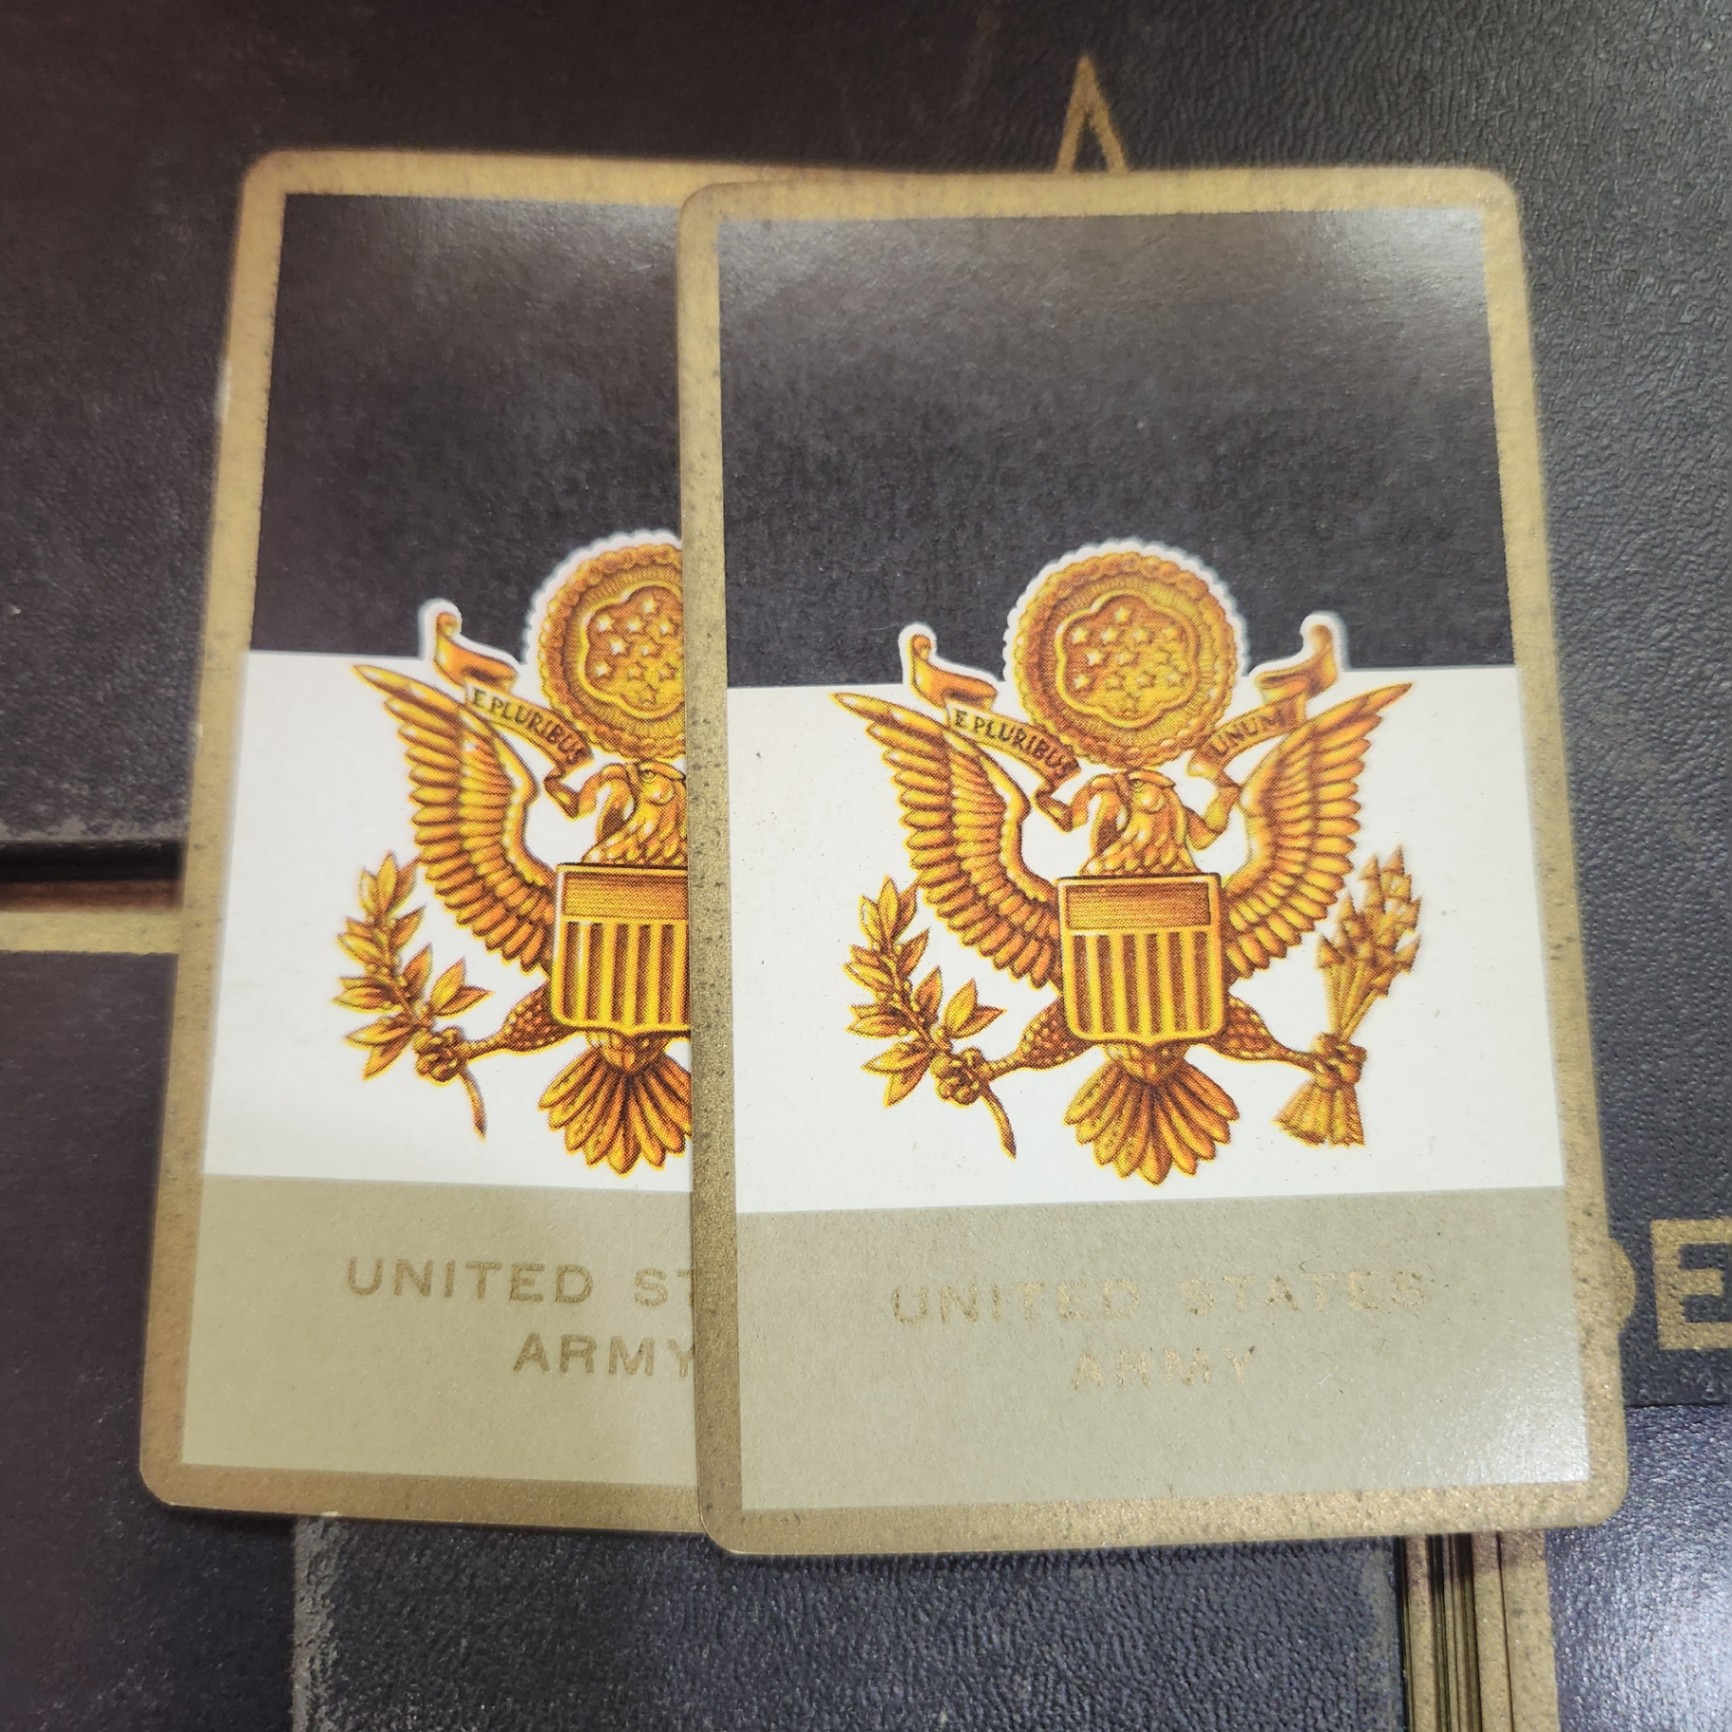 E PLURIBUS
UNITED ST
ARMY
E PLURIBUS UNUM
UNITED STATES
ARMY